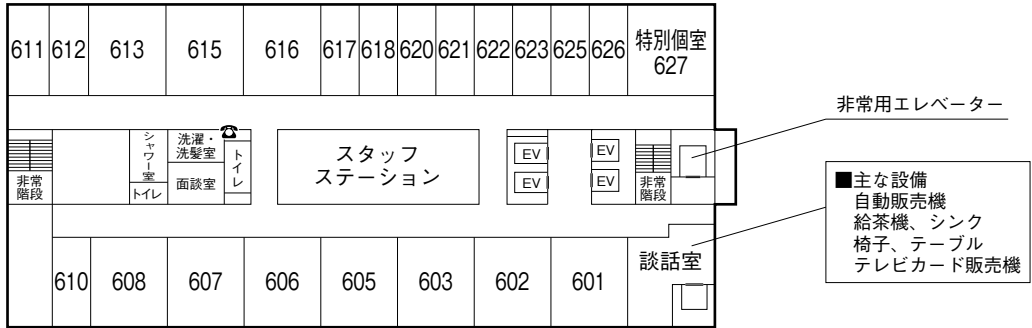 611
612
613
615
616
617
618
620
621
622
623
625
626
特別個室
627
非常用エレベーター
シャワー室
洗濯・
洗髪室
トイレ
面談室
トイレ
スタッフ
ステーション
EV
EV
EV
EV
非常
階段
非常
階段
■主な設備
自動販売機
給茶機、シンク
椅子、テーブル
テレビカード販売機
610
608
607
606
605
603
602
601
談話室